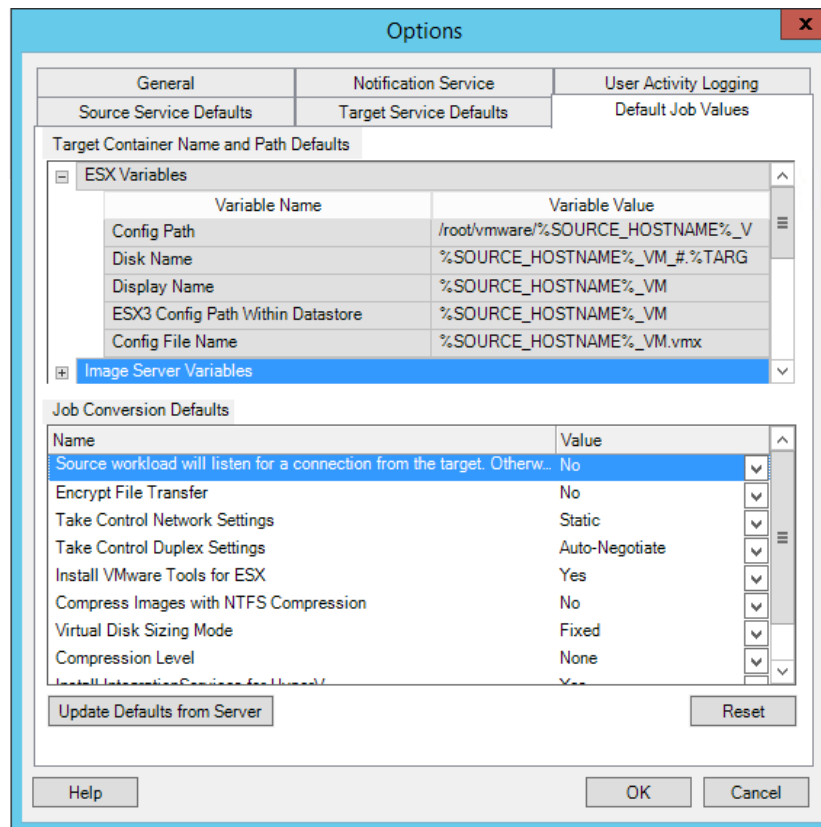 Options
x
General Notification Service User Activity Logging
Source Service Defaults Target Service Defaults Default Job Values
Target Container Name and Path Defaults
ESX Variables
Variable Name Variable Value
Config Path /root/vmware/%SOURCE_HOSTNAME%_V
Disk Name %SOURCE_HOSTNAME%_VM_#.%TARG
Display Name %SOURCE_HOSTNAME%_VM
ESX3 Config Path Within Datastore %SOURCE_HOSTNAME%_VM
Config File Name %SOURCE_HOSTNAME%_VM.vmx
Image Server Variables
Job Conversion Defaults
Name Value
Source workload will listen for a connection from the target. Otherw... No
Encrypt File Transfer No
Take Control Network Settings Static
Take Control Duplex Settings Auto-Negotiate
Install VMware Tools for ESX Yes
Compress Images with NTFS Compression No
Virtual Disk Sizing Mode Fixed
Compression Level None
Install IntegrationServices for HyperV Yes
Update Defaults from Server Reset
Help OK Cancel